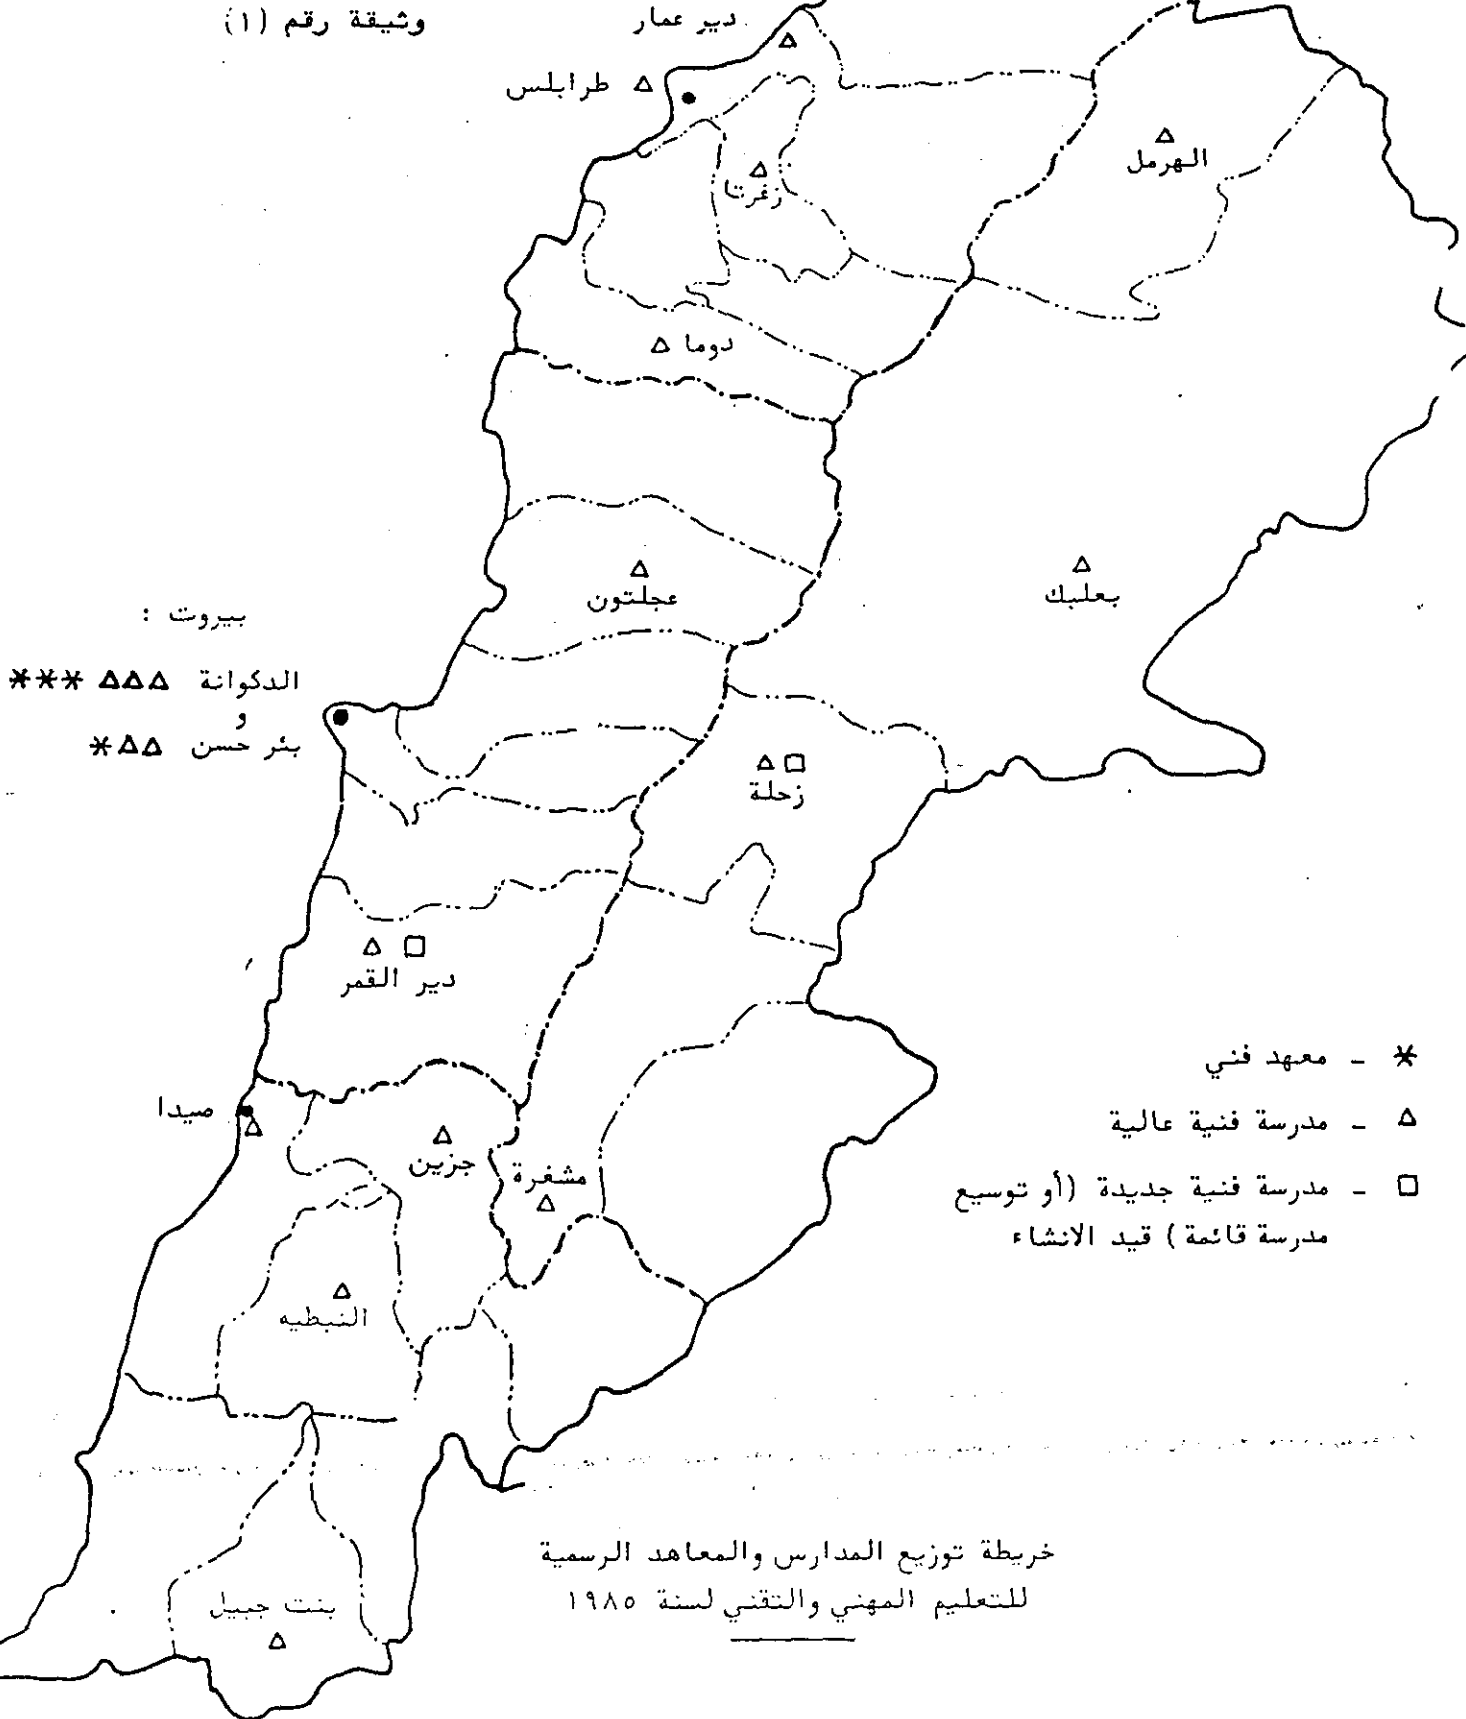 وثيقة رقم (١)
دير عمار
طرابلس
الهرمل
زغرتا
دوما
عجلتون
بعلبك
بيروت :
الدكوانة
و
بئر حسن
زحلة
دير القمر
صيدا
جزين
مشغرة
النبطيه
بنت جبيل
* ـ معهد فني
△ ـ مدرسة فنية عالية
□ ـ مدرسة فنية جديدة (أو توسيع
مدرسة قائمة) قيد الانشاء
خريطة توزيع المدارس والمعاهد الرسمية
للتعليم المهني والتقني لسنة ١٩٨٥